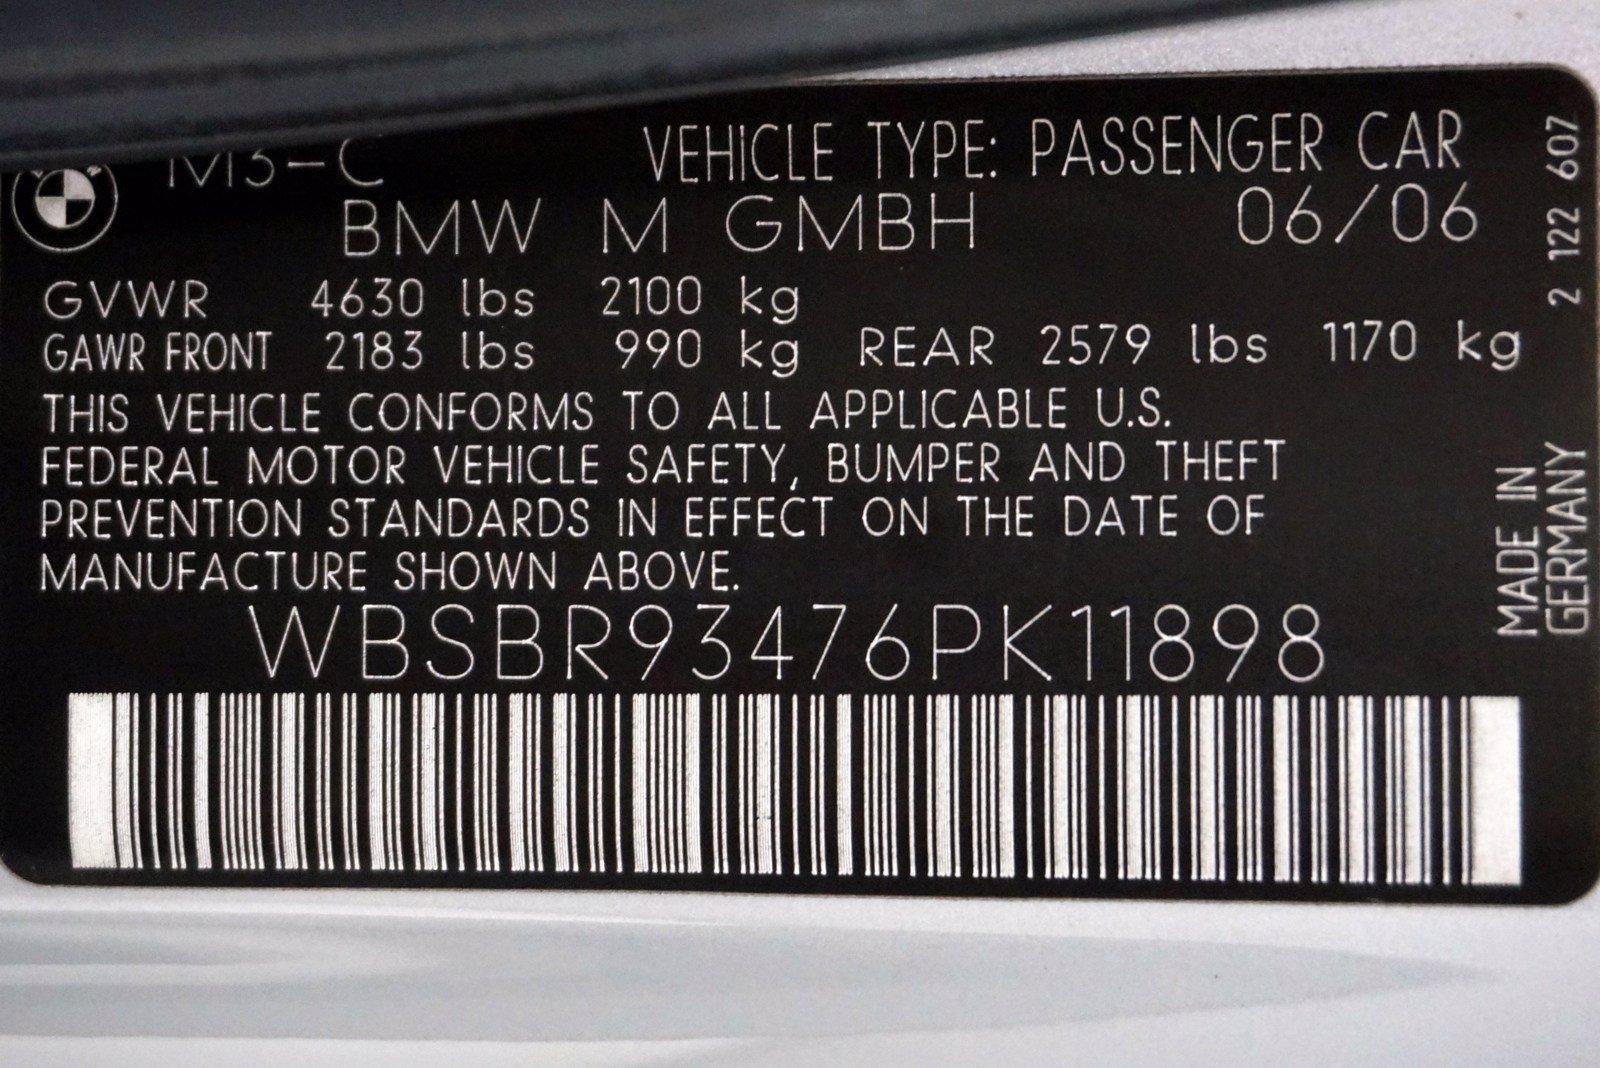 M3-C VEHICLE TYPE: PASSENGER CAR
BMW M GMBH 06/06
GVWR 4630 lbs 2100 kg
GAWR FRONT 2183 lbs 990 kg REAR 2579 lbs 1170 kg
THIS VEHICLE CONFORMS TO ALL APPLICABLE U.S.
FEDERAL MOTOR VEHICLE SAFETY, BUMPER AND THEFT
PREVENTION STANDARDS IN EFFECT ON THE DATE OF
MANUFACTURE SHOWN ABOVE.
WBSBR93476PK11898
2 122 607
MADE IN
GERMANY